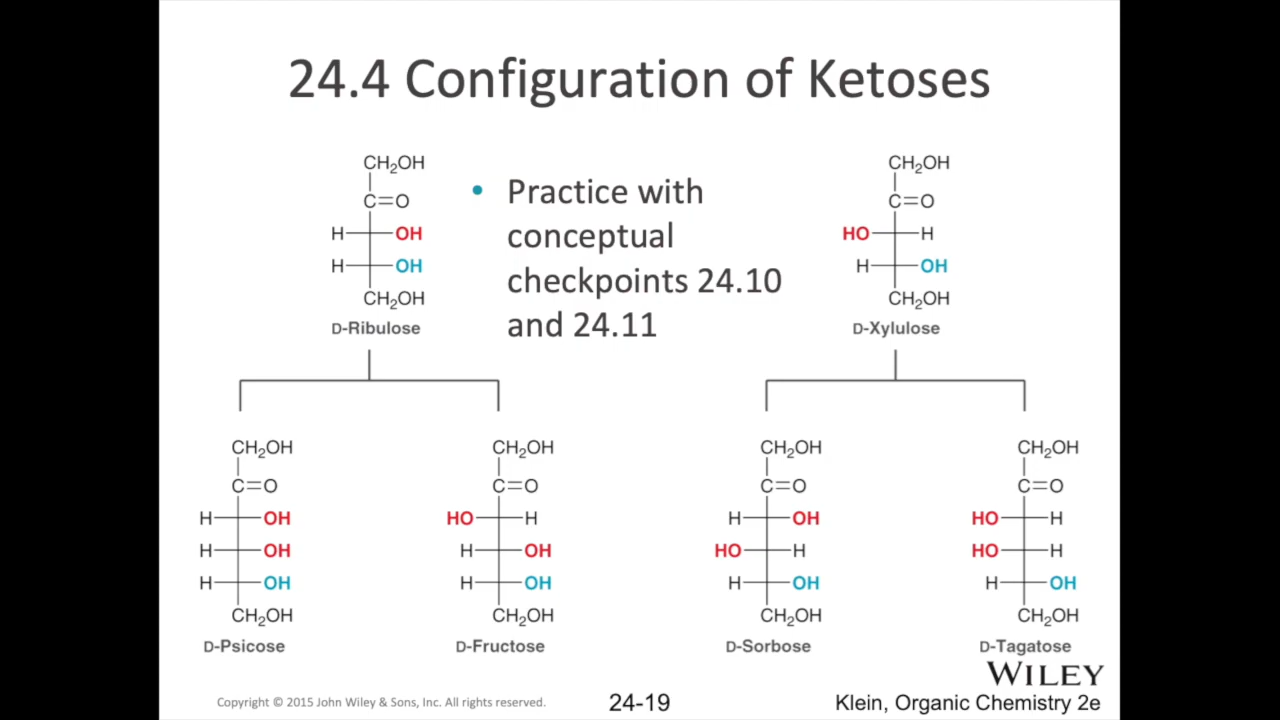 24.4 Configuration of Ketoses
CH₂OH
C=O
H OH
H OH
CH₂OH
D-Ribulose
• Practice with
conceptual
checkpoints 24.10
and 24.11
CH₂OH
C=O
HO H
H OH
CH₂OH
D-Xylulose
CH₂OH
C=O
H OH
H OH
H OH
CH₂OH
D-Psicose
CH₂OH
C=O
HO H
H OH
H OH
CH₂OH
D-Fructose
CH₂OH
C=O
H OH
HO H
H OH
CH₂OH
D-Sorbose
CH₂OH
C=O
HO H
HO H
H OH
CH₂OH
D-Tagatose
WILEY
Copyright © 2015 John Wiley & Sons, Inc. All rights reserved.
24-19
Klein, Organic Chemistry 2e